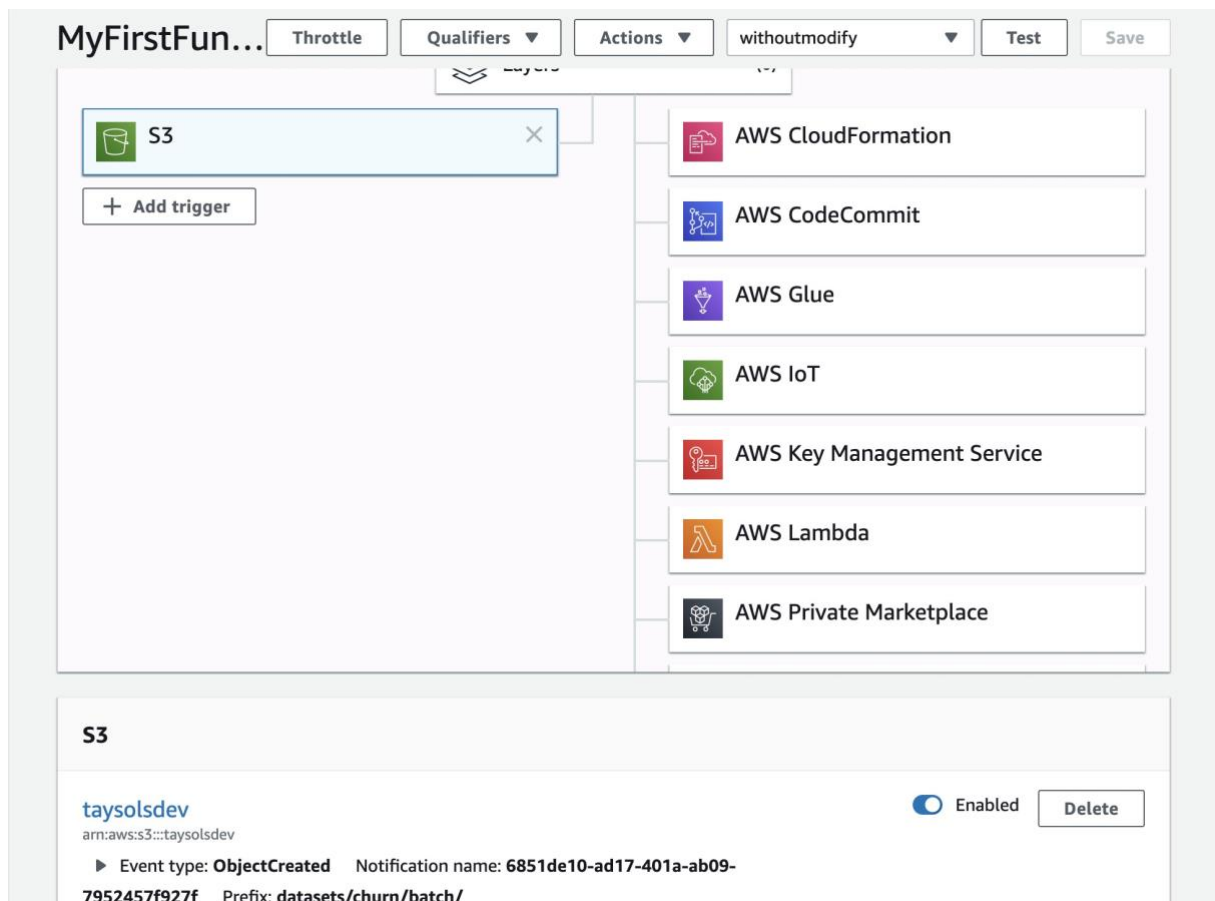 MyFirstFun...
Throttle
Qualifiers
Actions
withoutmodify
Test
Save
Layers
S3
Add trigger
AWS CloudFormation
AWS CodeCommit
AWS Glue
AWS IoT
AWS Key Management Service
AWS Lambda
AWS Private Marketplace
S3
taysolsdev
Enabled
Delete
arn:aws:s3:::taysolsdev
Event type: ObjectCreated Notification name: 6851de10-ad17-401a-ab09-
7952457f927f Prefix: datasets/churn/batch/